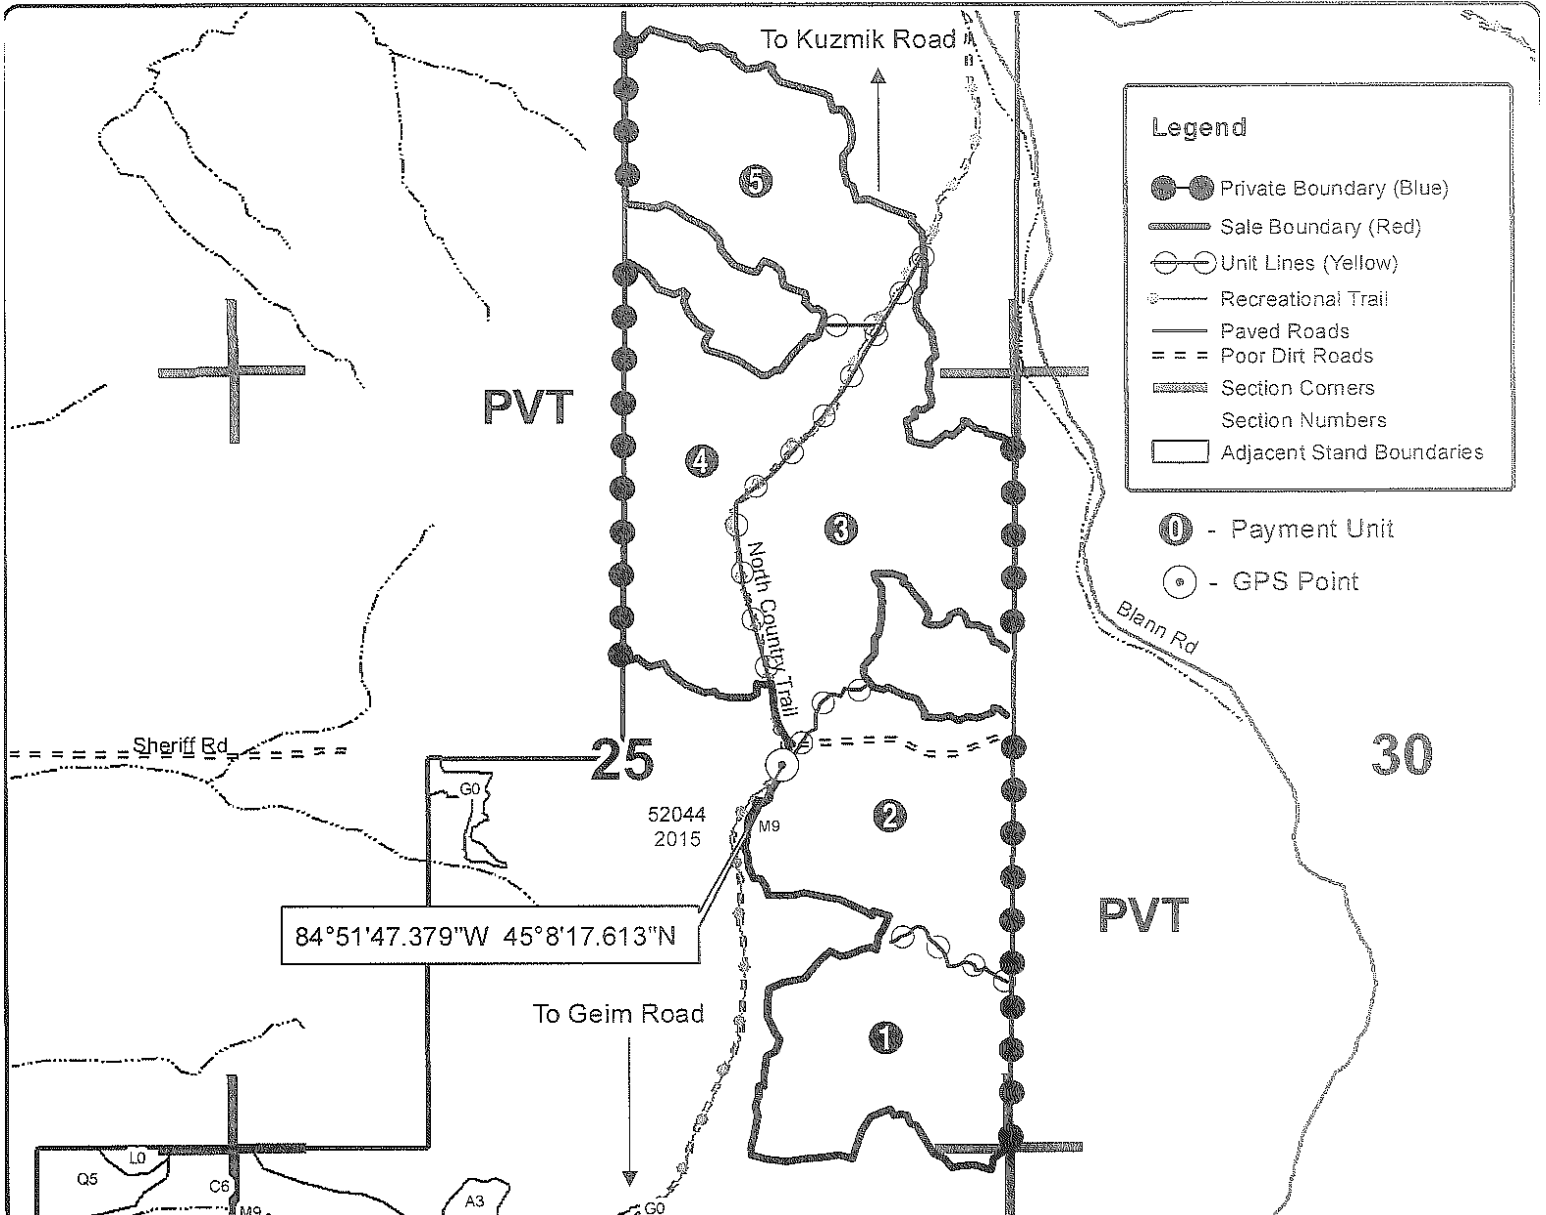 To Kuzmik Road
Legend
Private Boundary (Blue)
Sale Boundary (Red)
Unit Lines (Yellow)
Recreational Trail
Paved Roads
Poor Dirt Roads
Section Corners
Section Numbers
Adjacent Stand Boundaries
0 - Payment Unit
GPS Point
5
PVT
4
3
North Country Trail
Blann Rd
Sheriff Rd
25
30
G0
52044
2015
M9
2
PVT
84°51'47.379"W 45°8'17.613"N
To Geim Road
1
L0
Q5
C6
A3
M9
G0